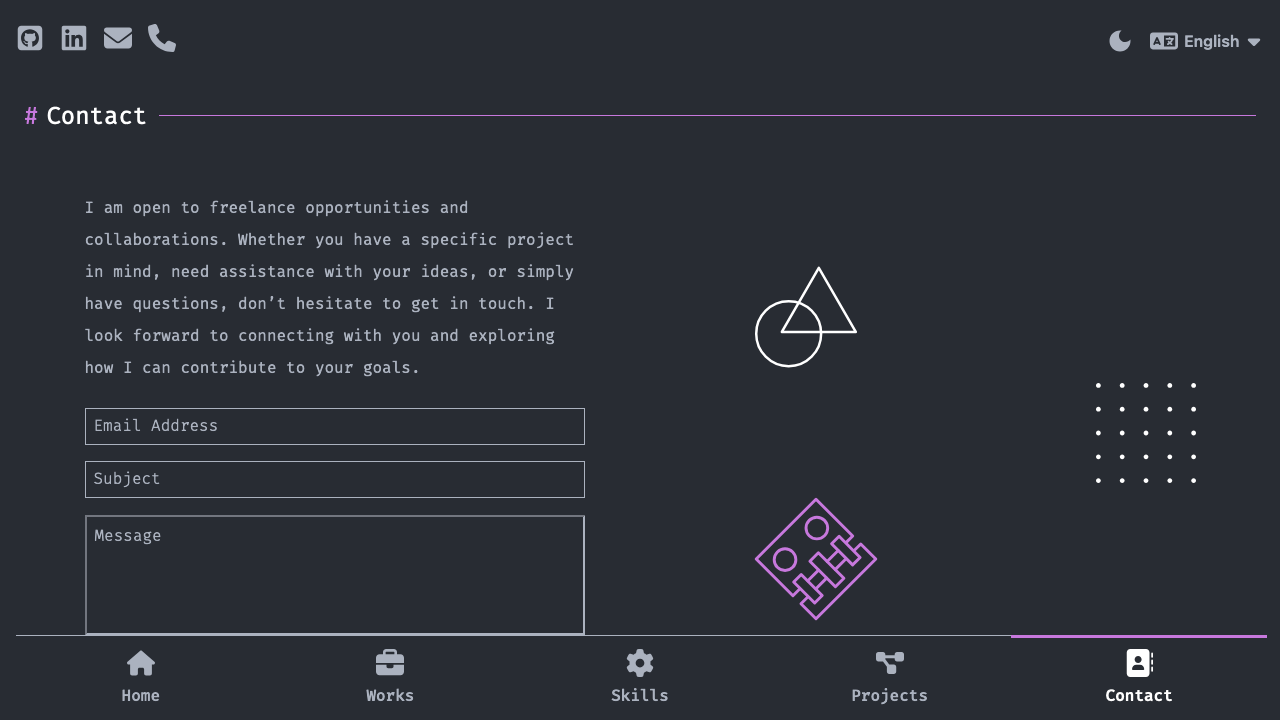 English
# Contact
I am open to freelance opportunities and
collaborations. Whether you have a specific project
in mind, need assistance with your ideas, or simply
have questions, don’t hesitate to get in touch. I
look forward to connecting with you and exploring
how I can contribute to your goals.
Email Address
Subject
Message
Home
Works
Skills
Projects
Contact